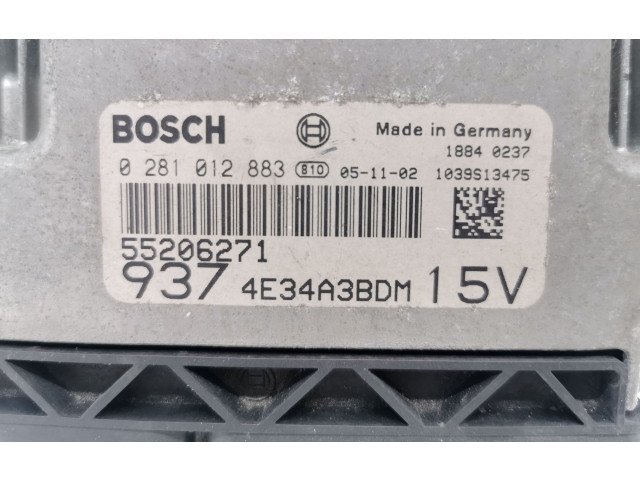 BOSCH Made in Germany
1884 0237
0 281 012 883 810 05-11-02 1039S13475
55206271
937 4E34A3BDM 15V